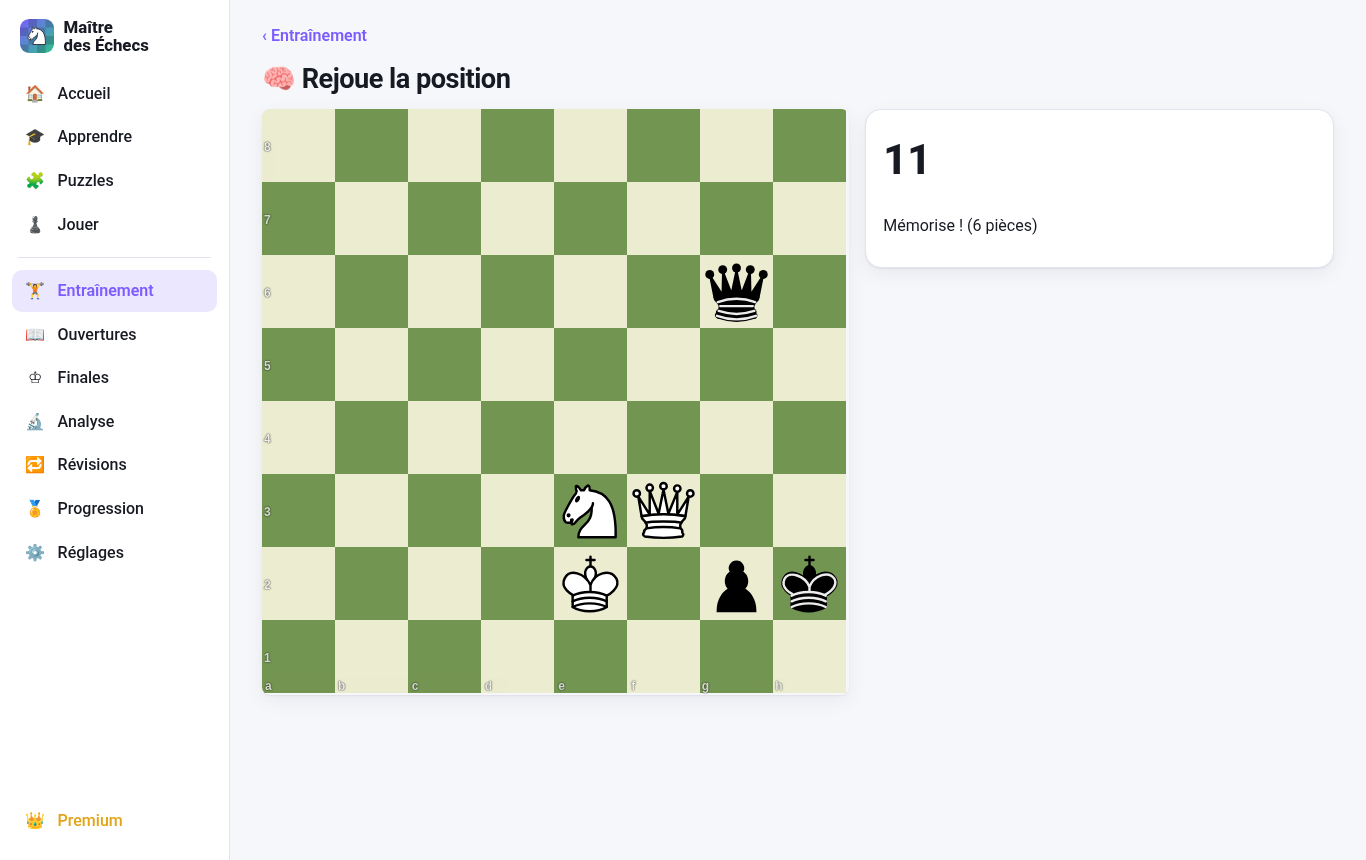 Maître
des Échecs
Accueil
Apprendre
Puzzles
Jouer
Entraînement
Ouvertures
Finales
Analyse
Révisions
Progression
Réglages
Premium
‹ Entraînement
Rejoue la position
8
7
6
5
4
3
2
1
a b c d e f g h
11
Mémorise ! (6 pièces)